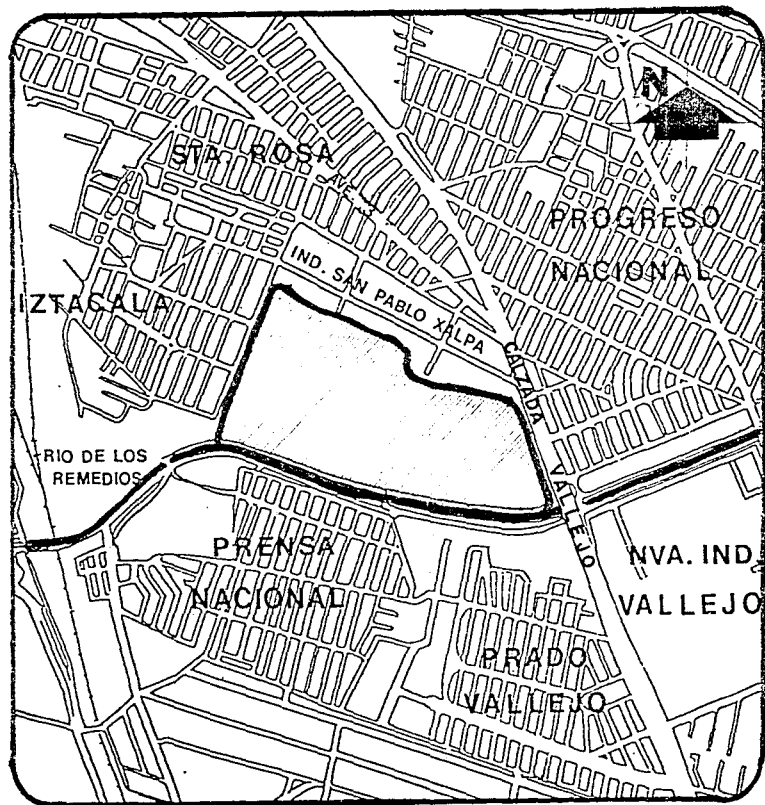 N
STA. ROSA
PROGRESO
NACIONAL
IND. SAN PABLO XALPA
IZTACALA
CALZADA VALLEJO
RIO DE LOS
REMEDIOS
PRENSA
NACIONAL
NVA. IND.
VALLEJO
PRADO
VALLEJO